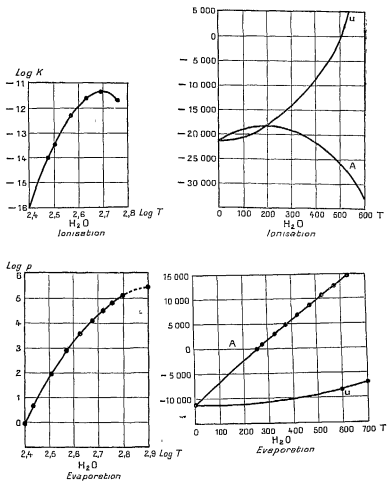 Log K
−11
−12
−13
−14
−15
−16
2,4 2,5 2,6 2,7 2,8 Log T
H₂O
Ionisation
5 000
0
−5 000
−10 000
−15 000
−20 000
−25 000
−30 000
u
A
0 100 200 300 400 500 600 T
H₂O
Ionisation
Log p
6
5
4
3
2
1
0
2,4 2,5 2,6 2,7 2,8 2,9 Log T
H₂O
Evaporation
15 000
10 000
5 000
0
−5 000
−10 000
A
u
0 100 200 300 400 500 600 700 T
H₂O
Evaporation